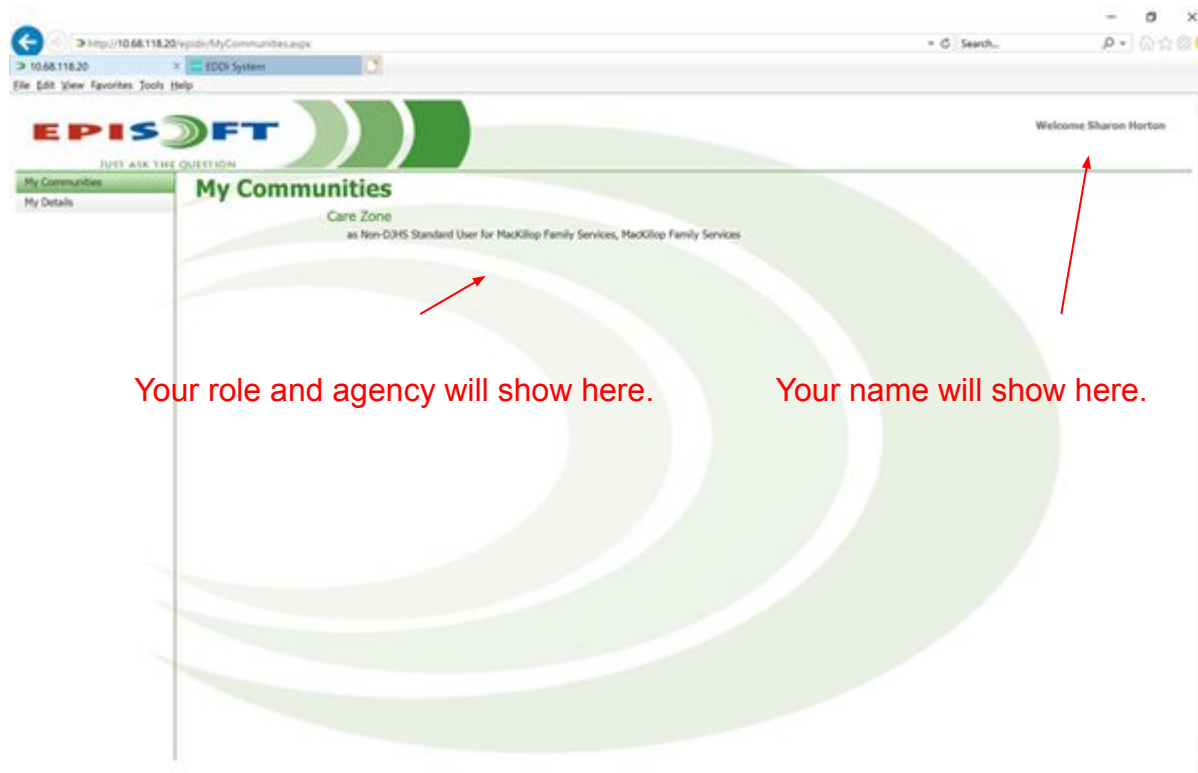 http://10.68.118.20/epidir/MyCommunities.aspx
Search...
10.68.118.20
EDDI System
File Edit View Favorites Tools Help
EPISOFT
JUST ASK THE QUESTION
Welcome Sharon Horton
My Communities
My Details
My Communities
Care Zone
as Non-DJHS Standard User for MacKillop Family Services, MacKillop Family Services
Your role and agency will show here.
Your name will show here.